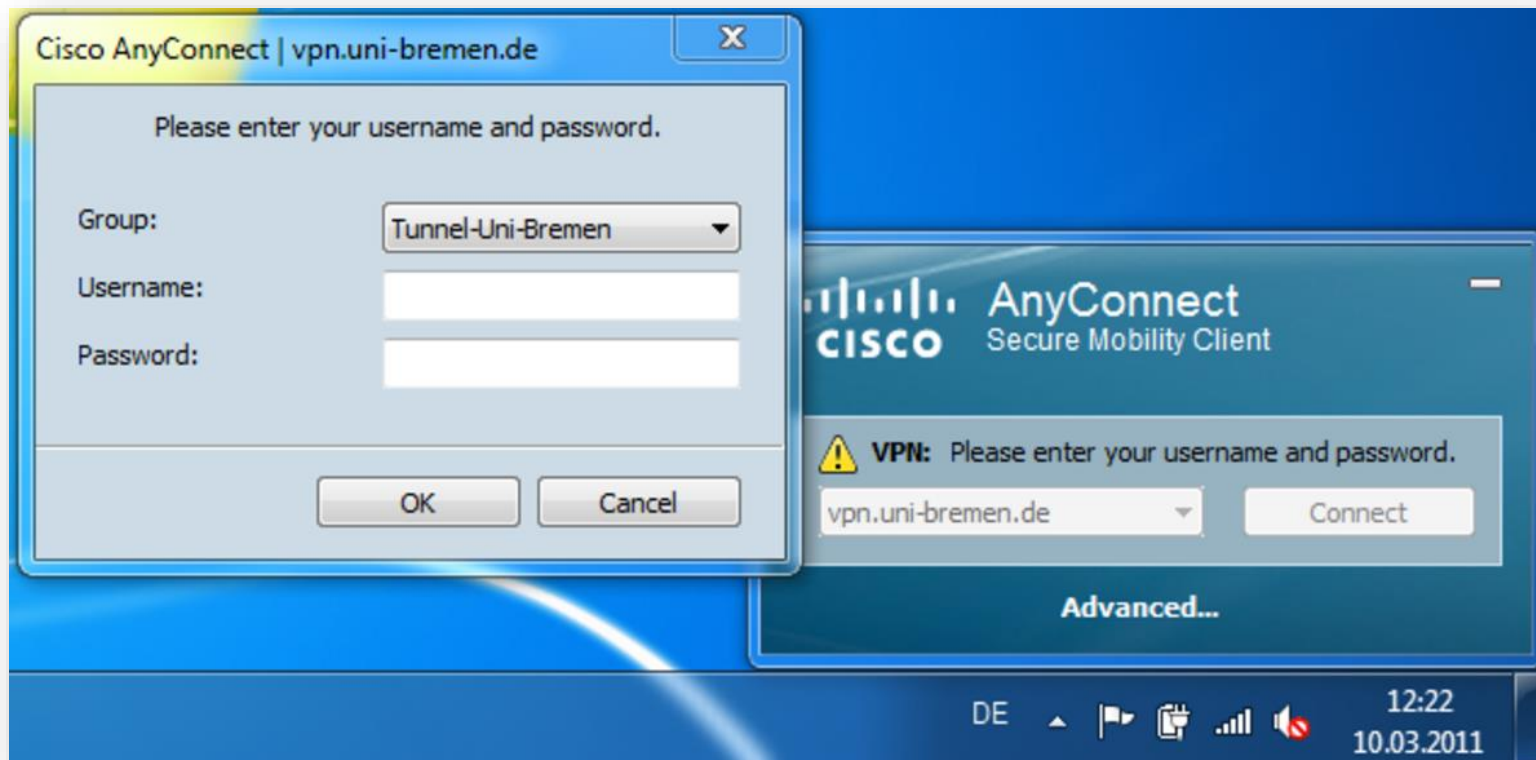 Cisco AnyConnect | vpn.uni-bremen.de
Please enter your username and password.
Group:
Tunnel-Uni-Bremen
Username:
Password:
OK
Cancel
CISCO
AnyConnect
Secure Mobility Client
VPN: Please enter your username and password.
vpn.uni-bremen.de
Connect
Advanced...
DE
12:22
10.03.2011